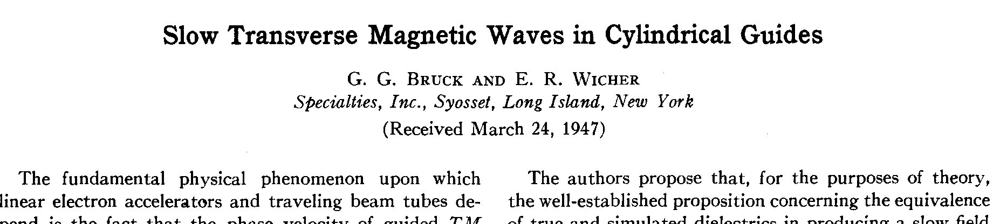 Slow Transverse Magnetic Waves in Cylindrical Guides
G. G. BRUCK AND E. R. WICHER
Specialties, Inc., Syosset, Long Island, New York
(Received March 24, 1947)
The fundamental physical phenomenon upon which
linear electron accelerators and traveling beam tubes de-
pend is the fact that the phase velocity of guided TM
The authors propose that, for the purposes of theory,
the well-established proposition concerning the equivalence
of true and simulated dielectrics in producing a slow field